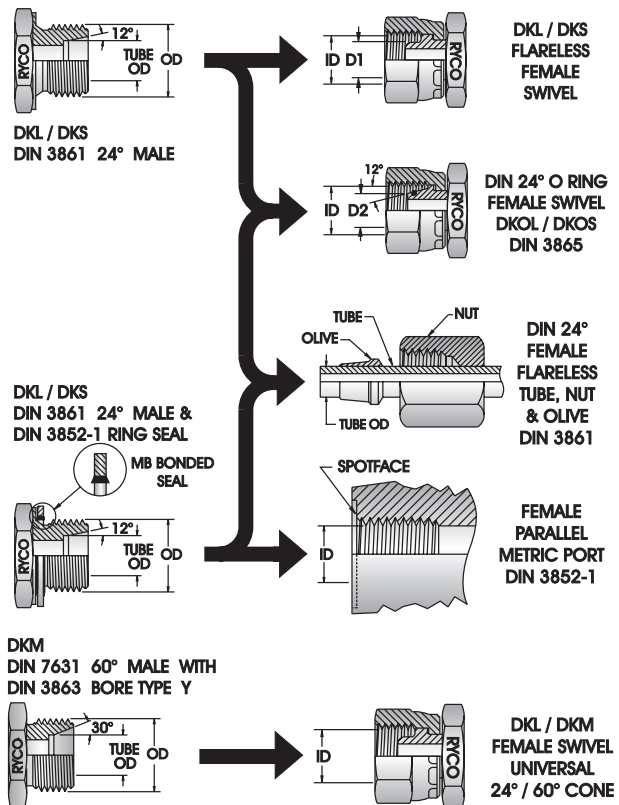 RYCO
12°
TUBE
OD
OD
DKL / DKS
DIN 3861 24° MALE
ID D1
RYCO
DKL / DKS
FLARELESS
FEMALE
SWIVEL
12°
ID D2
RYCO
DIN 24° O RING
FEMALE SWIVEL
DKOL / DKOS
DIN 3865
TUBE
NUT
OLIVE
TUBE OD
DIN 24°
FEMALE
FLARELESS
TUBE, NUT
& OLIVE
DIN 3861
DKL / DKS
DIN 3861 24° MALE &
DIN 3852-1 RING SEAL
MB BONDED
SEAL
RYCO
12°
TUBE
OD
OD
SPOTFACE
ID
FEMALE
PARALLEL
METRIC PORT
DIN 3852-1
DKM
DIN 7631 60° MALE WITH
DIN 3863 BORE TYPE Y
RYCO
30°
TUBE
OD
OD
ID
RYCO
DKL / DKM
FEMALE SWIVEL
UNIVERSAL
24° / 60° CONE